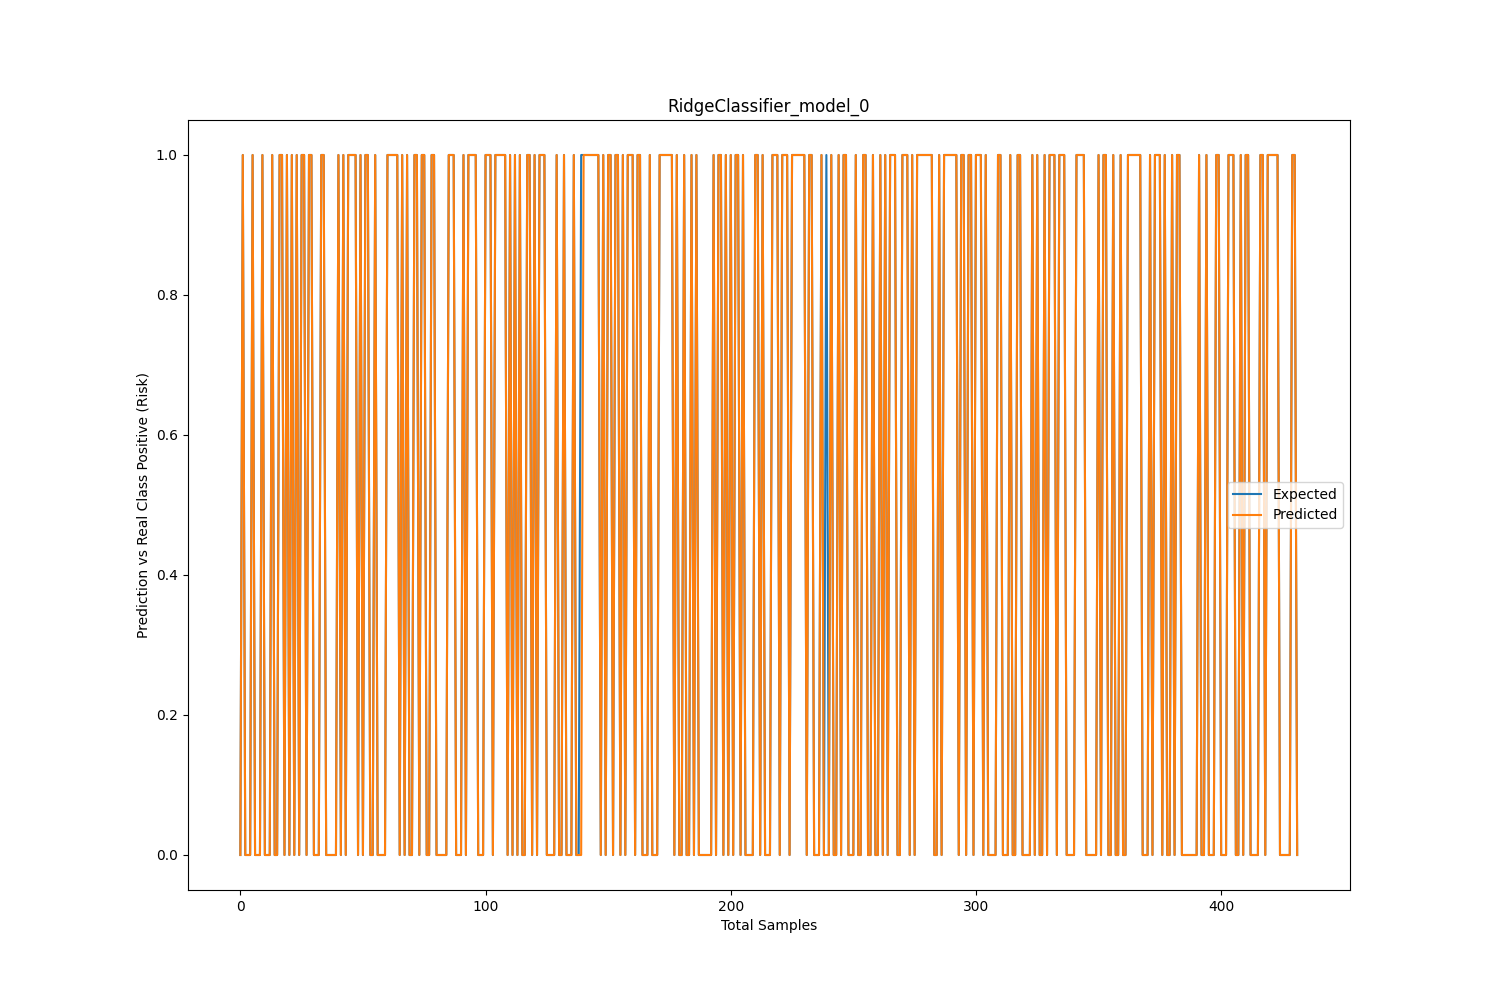 RidgeClassifier_model_0
Prediction vs Real Class Positive (Risk)
1.0
0.8
0.6
0.4
0.2
0.0
Expected
Predicted
0
100
200
300
400
Total Samples